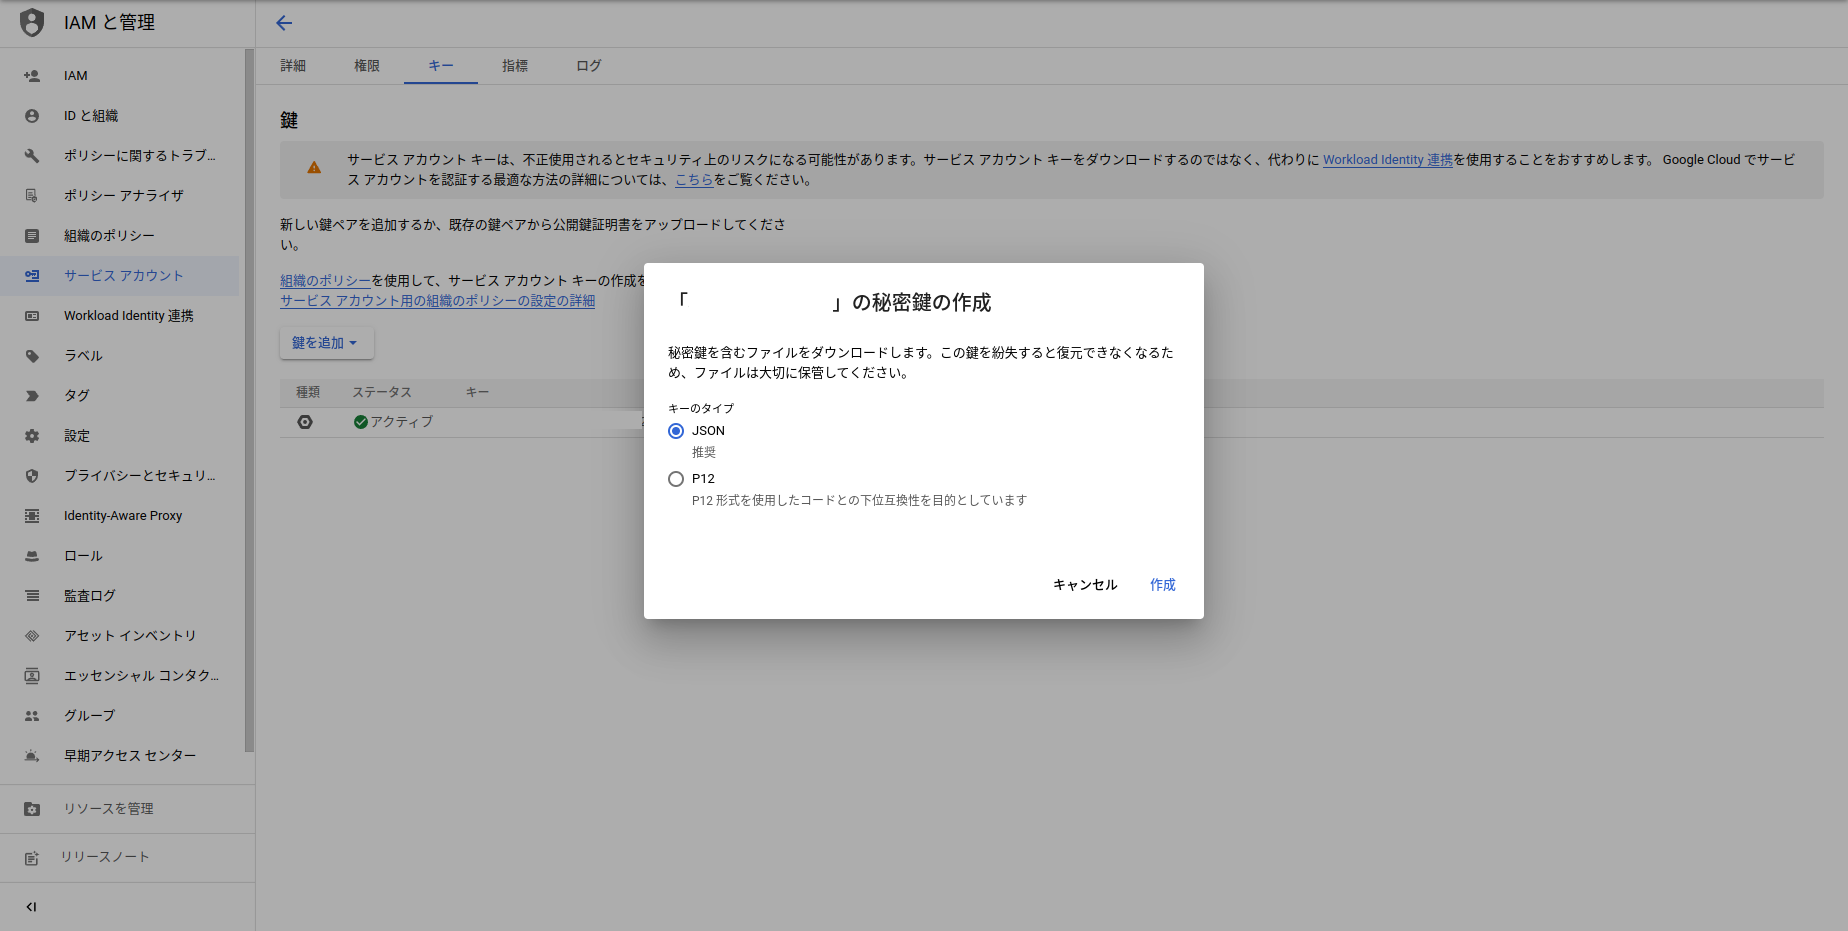 IAM と管理
IAM
ID と組織
ポリシーに関するトラブ...
ポリシー アナライザ
組織のポリシー
サービス アカウント
Workload Identity 連携
ラベル
タグ
設定
プライバシーとセキュリ...
Identity-Aware Proxy
ロール
監査ログ
アセット インベントリ
エッセンシャル コンタク...
グループ
早期アクセス センター
リソースを管理
リリースノート
詳細 権限 キー 指標 ログ
鍵
サービス アカウント キーは、不正使用されるとセキュリティ上のリスクになる可能性があります。サービス アカウント キーをダウンロードするのではなく、代わりに Workload Identity 連携を使用することをおすすめします。 Google Cloud でサービ
ス アカウントを認証する最適な方法の詳細については、こちらをご覧ください。
新しい鍵ペアを追加するか、既存の鍵ペアから公開鍵証明書をアップロードしてくださ
い。
組織のポリシーを使用して、サービス アカウント キーの作成を
サービス アカウント用の組織のポリシーの設定の詳細
鍵を追加
種類 ステータス キー
アクティブ
「 」の秘密鍵の作成
秘密鍵を含むファイルをダウンロードします。この鍵を紛失すると復元できなくなるた
め、ファイルは大切に保管してください。
キーのタイプ
JSON
推奨
P12
P12 形式を使用したコードとの下位互換性を目的としています
キャンセル 作成